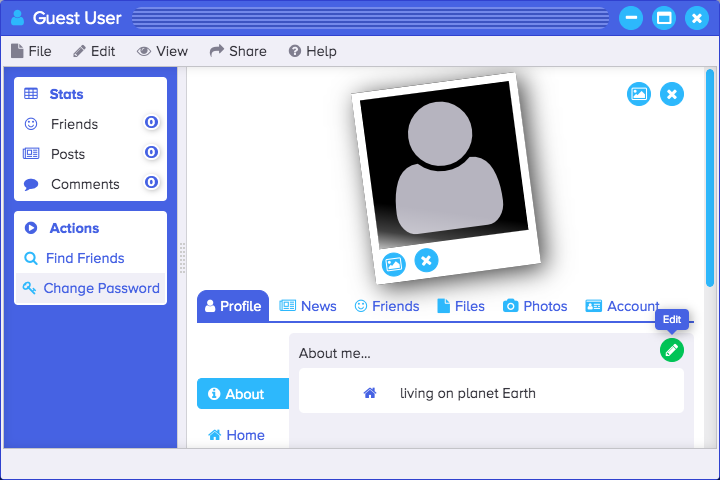 Guest User
File Edit View Share Help
Stats
Friends 0
Posts 0
Comments 0
Actions
Find Friends
Change Password
Profile News Friends Files Photos Account
Edit
About me...
living on planet Earth
About
Home